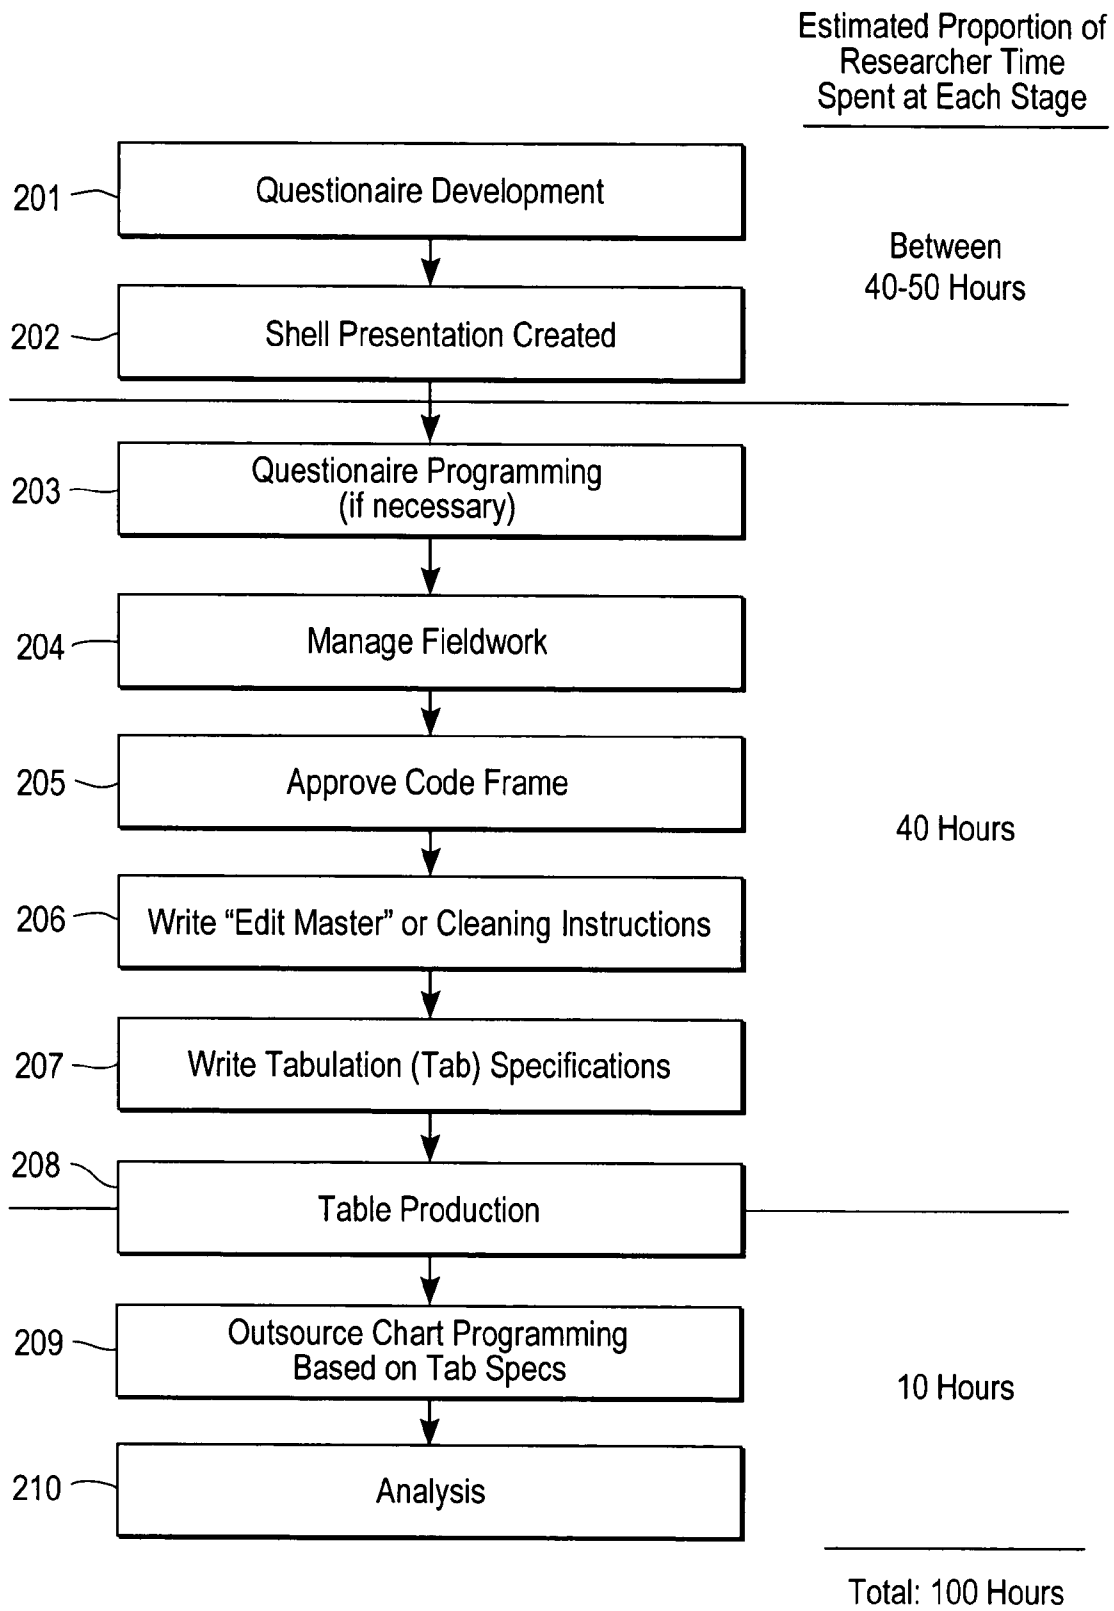 Estimated Proportion of
Researcher Time
Spent at Each Stage
201
Questionaire Development
Between
40-50 Hours
202
Shell Presentation Created
203
Questionaire Programming
(if necessary)
204
Manage Fieldwork
205
Approve Code Frame
40 Hours
206
Write “Edit Master” or Cleaning Instructions
207
Write Tabulation (Tab) Specifications
208
Table Production
209
Outsource Chart Programming
Based on Tab Specs
10 Hours
210
Analysis
Total: 100 Hours